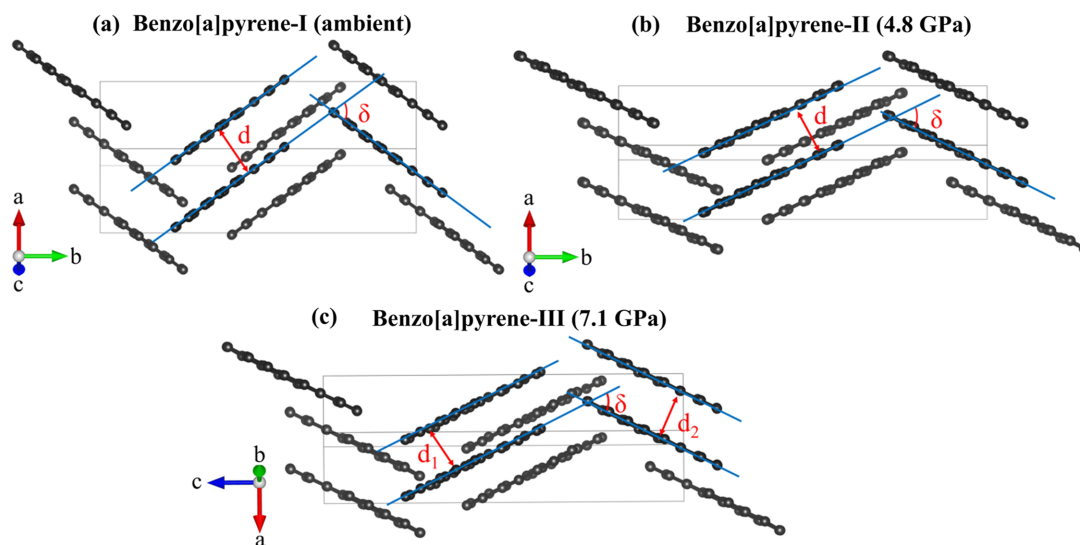 (a) Benzo[a]pyrene-I (ambient)
(b) Benzo[a]pyrene-II (4.8 GPa)
d
δ
a
b
c
d
δ
a
b
c
(c) Benzo[a]pyrene-III (7.1 GPa)
δ
d1
d2
b
c
a